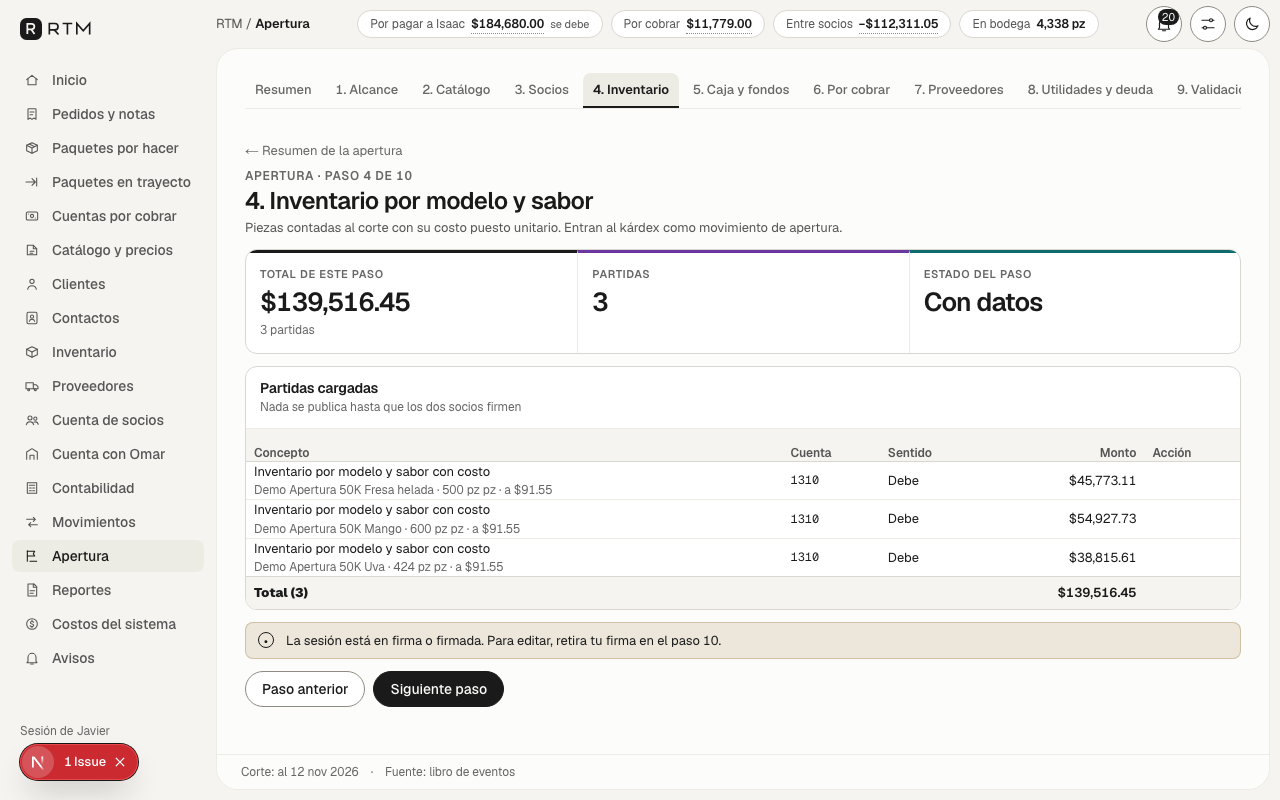 R RTM
RTM / Apertura
Por pagar a Isaac $184,680.00 se debe
Por cobrar $11,779.00
Entre socios −$112,311.05
En bodega 4,338 pz
20
Inicio
Pedidos y notas
Paquetes por hacer
Paquetes en trayecto
Cuentas por cobrar
Catálogo y precios
Clientes
Contactos
Inventario
Proveedores
Cuenta de socios
Cuenta con Omar
Contabilidad
Movimientos
Apertura
Reportes
Costos del sistema
Avisos
Sesión de Javier
N 1 Issue
Resumen
1. Alcance
2. Catálogo
3. Socios
4. Inventario
5. Caja y fondos
6. Por cobrar
7. Proveedores
8. Utilidades y deuda
9. Validació
← Resumen de la apertura
APERTURA · PASO 4 DE 10
4. Inventario por modelo y sabor
Piezas contadas al corte con su costo puesto unitario. Entran al kárdex como movimiento de apertura.
TOTAL DE ESTE PASO
$139,516.45
3 partidas
PARTIDAS
3
ESTADO DEL PASO
Con datos
Partidas cargadas
Nada se publica hasta que los dos socios firmen
Concepto Cuenta Sentido Monto Acción
Inventario por modelo y sabor con costo
Demo Apertura 50K Fresa helada · 500 pz pz · a $91.55
1310 Debe $45,773.11
Inventario por modelo y sabor con costo
Demo Apertura 50K Mango · 600 pz pz · a $91.55
1310 Debe $54,927.73
Inventario por modelo y sabor con costo
Demo Apertura 50K Uva · 424 pz pz · a $91.55
1310 Debe $38,815.61
Total (3) $139,516.45
La sesión está en firma o firmada. Para editar, retira tu firma en el paso 10.
Paso anterior
Siguiente paso
Corte: al 12 nov 2026 · Fuente: libro de eventos